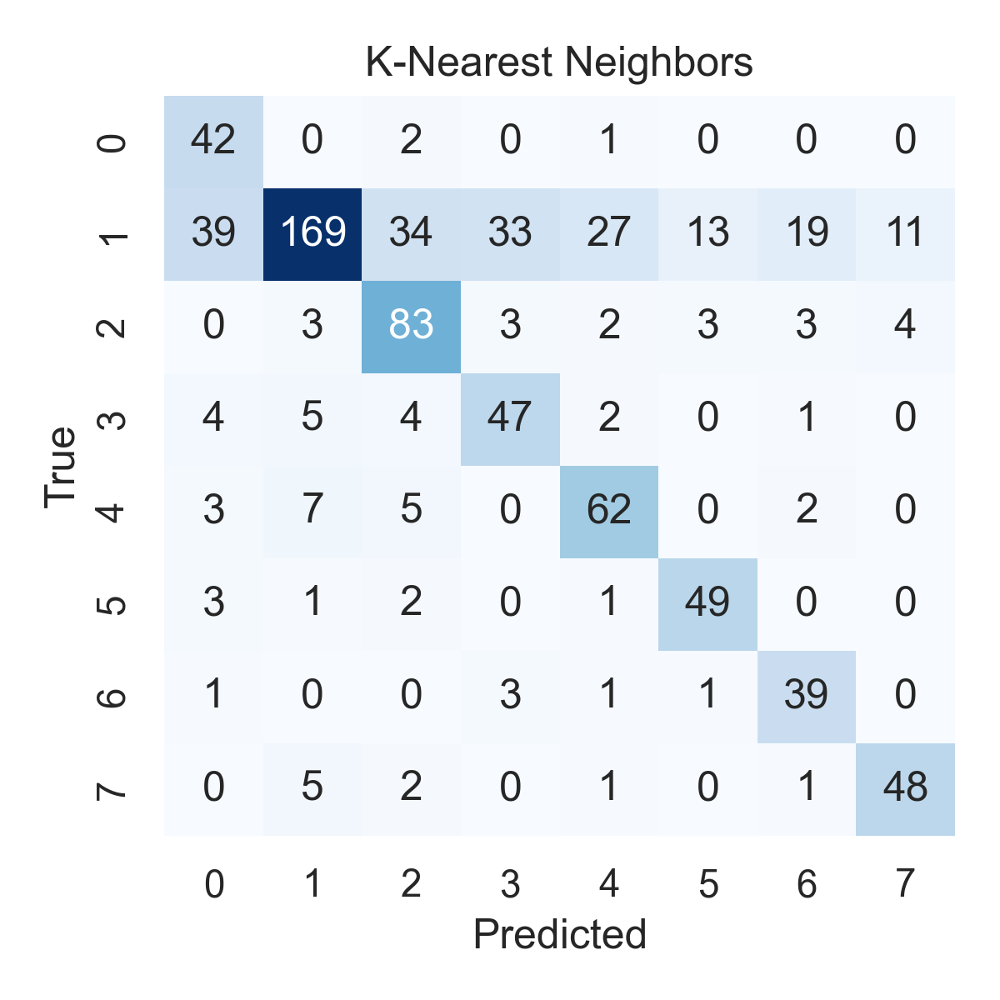 K-Nearest Neighbors
0 42 0 2 0 1 0 0 0
1 39 169 34 33 27 13 19 11
2 0 3 83 3 2 3 3 4
3 4 5 4 47 2 0 1 0
4 3 7 5 0 62 0 2 0
5 3 1 2 0 1 49 0 0
6 1 0 0 3 1 1 39 0
7 0 5 2 0 1 0 1 48
True
0 1 2 3 4 5 6 7
Predicted